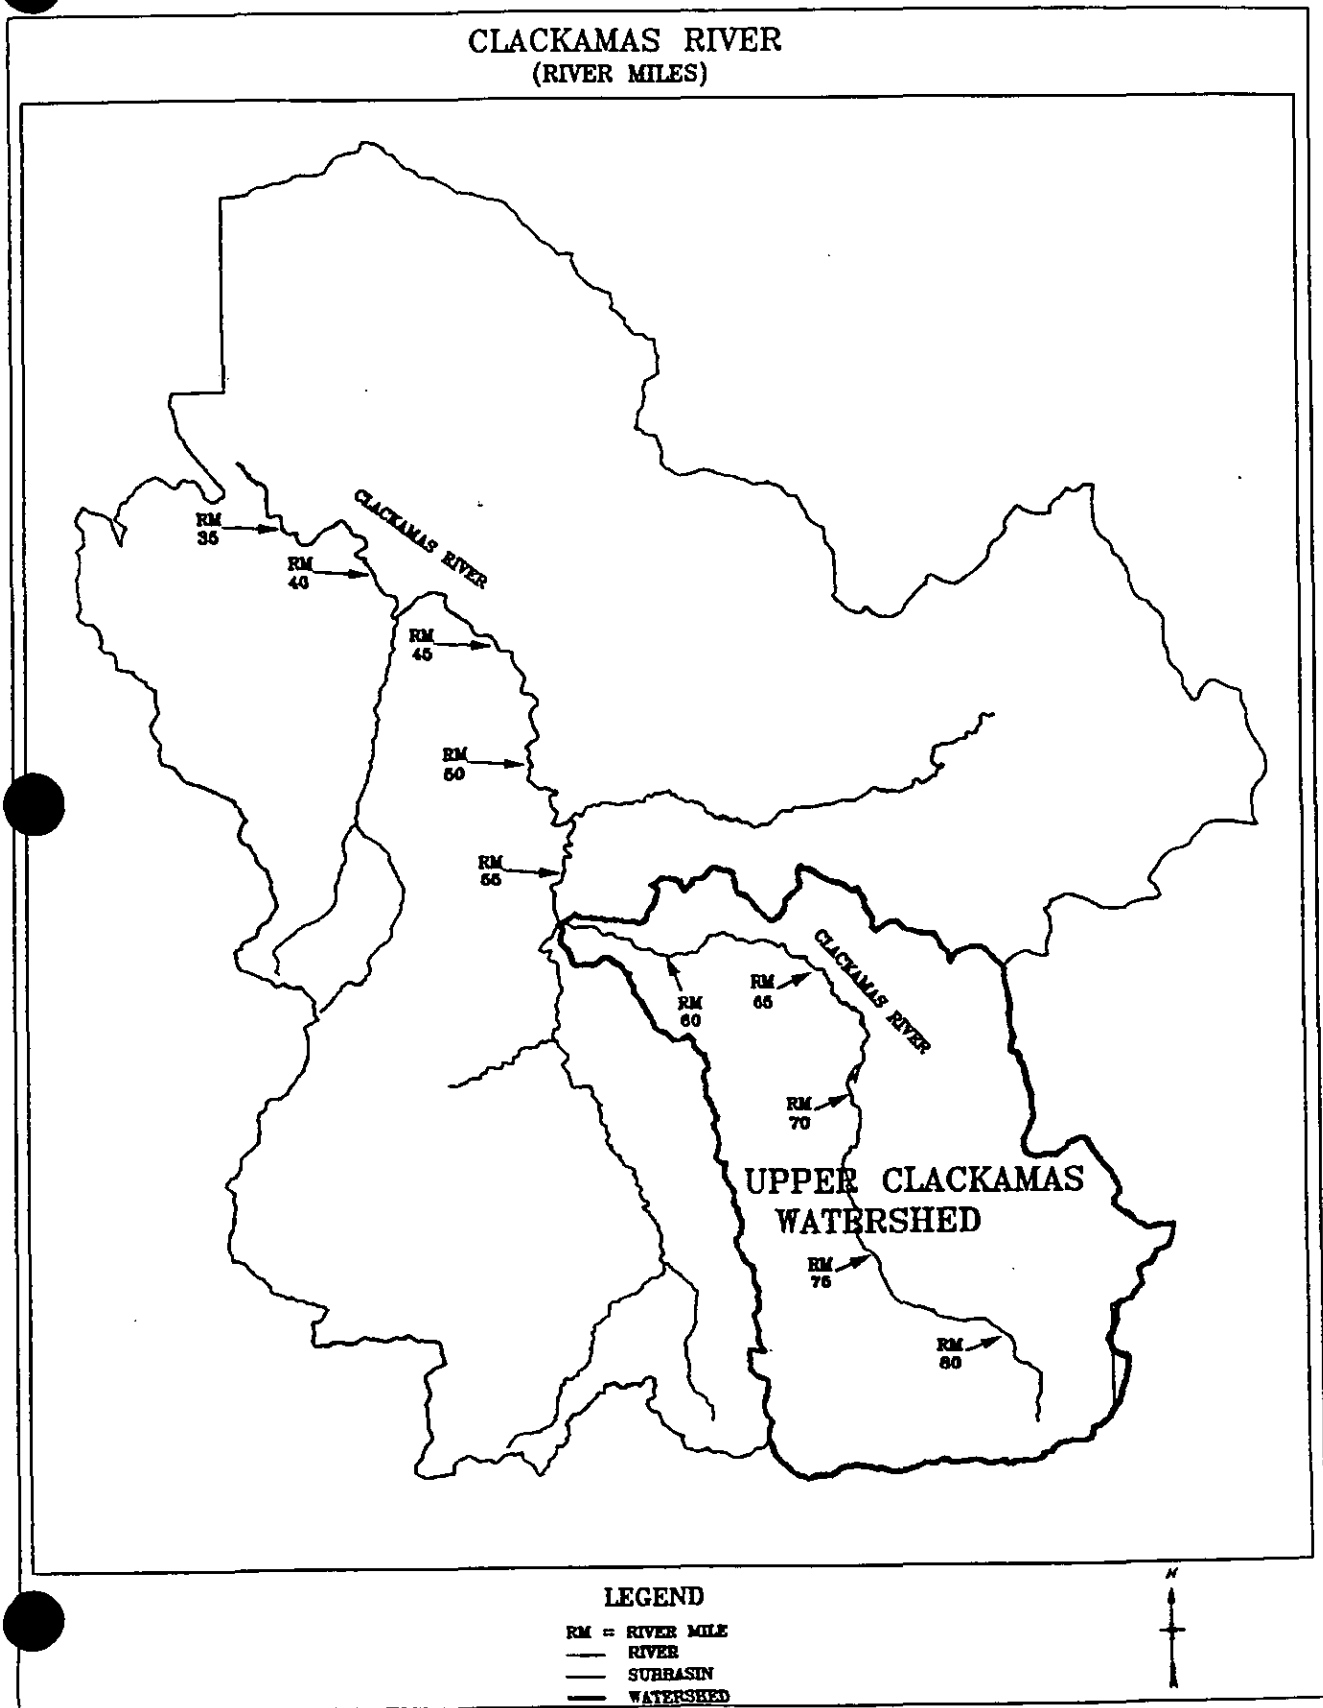 CLACKAMAS RIVER
(RIVER MILES)
CLACKAMAS RIVER
RM
35
RM
40
RM
45
RM
50
RM
55
CLACKAMAS RIVER
RM
60
RM
65
RM
70
UPPER CLACKAMAS
WATERSHED
RM
75
RM
80
LEGEND
RM = RIVER MILE
RIVER
SUBBASIN
WATERSHED
N